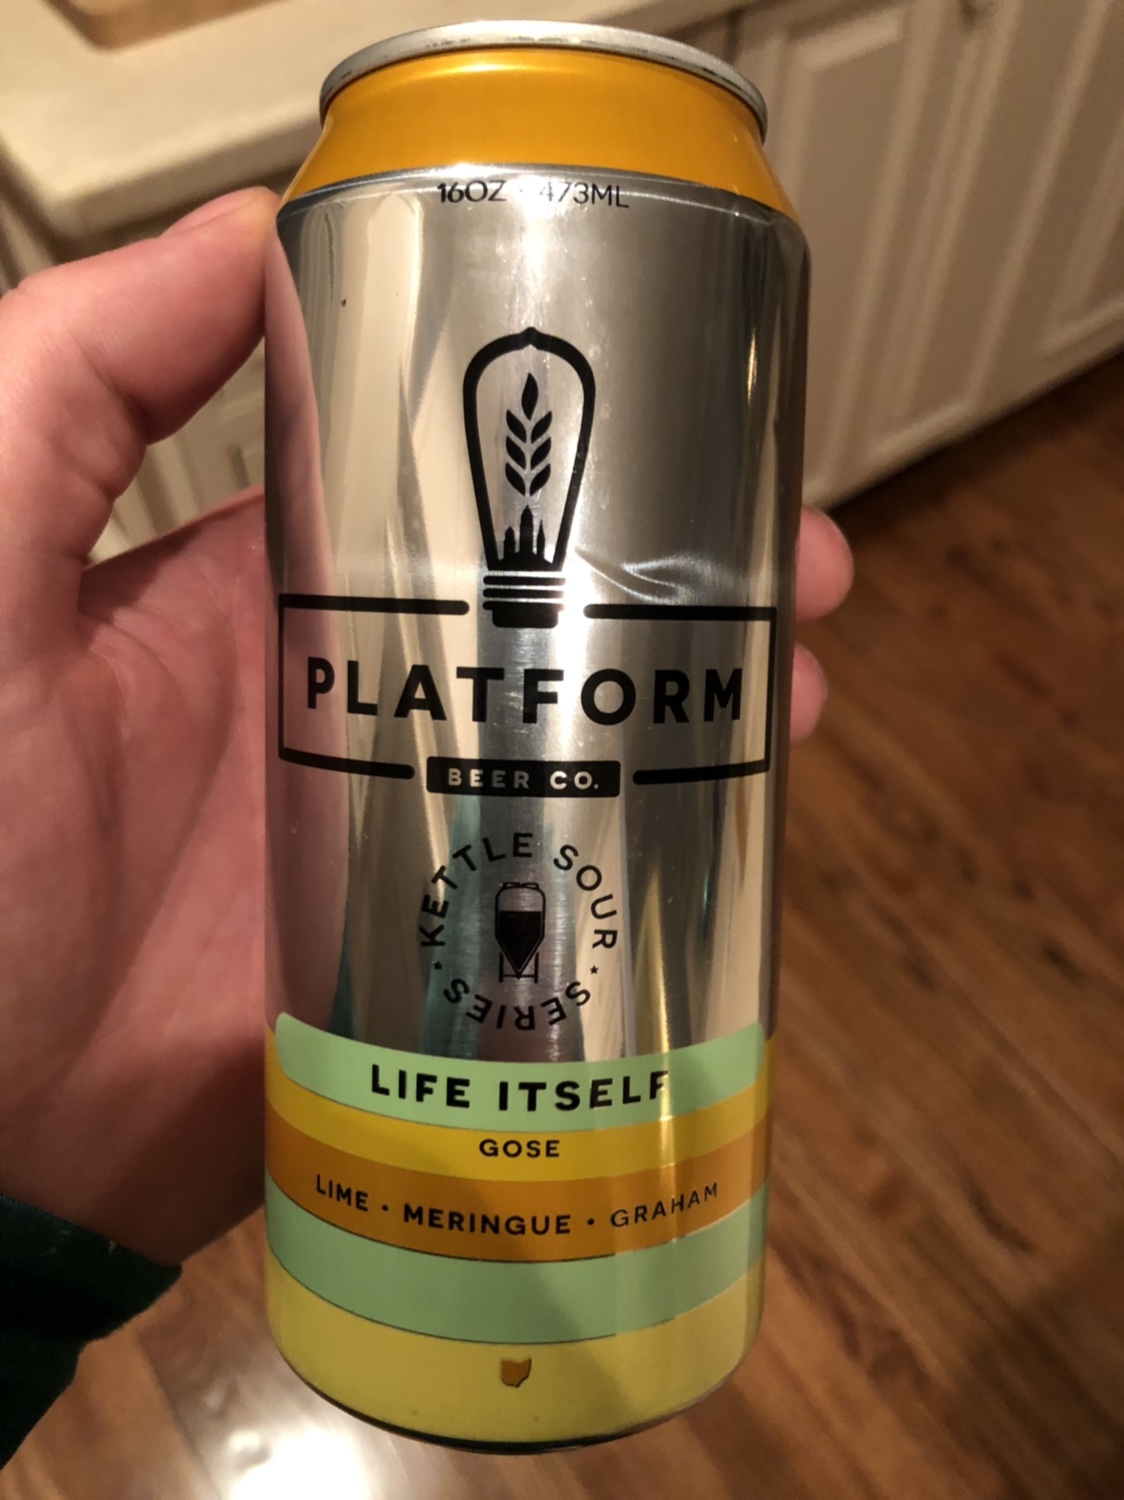 16OZ · 473ML
PLATFORM
BEER CO.
KETTLE SOUR
SERIES
LIFE ITSELF
GOSE
LIME • MERINGUE • GRAHAM